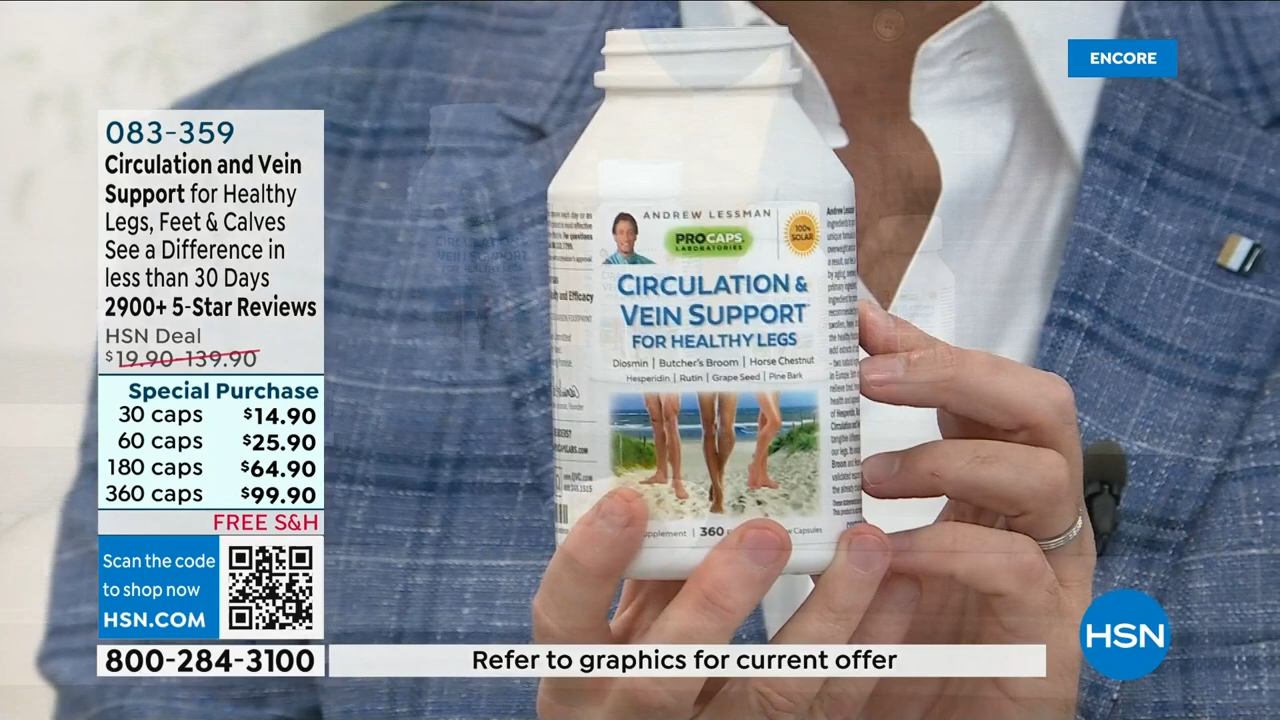 ENCORE
083-359
Circulation and Vein
Support for Healthy
Legs, Feet & Calves
See a Difference in
less than 30 Days
2900+ 5-Star Reviews
HSN Deal
$19.90-139.90
Special Purchase
30 caps $14.90
60 caps $25.90
180 caps $64.90
360 caps $99.90
FREE S&H
Scan the code
to shop now
HSN.COM
800-284-3100
Refer to graphics for current offer
HSN
ANDREW LESSMAN
PROCAPS
LABORATORIES
100%
SOLAR
CIRCULATION &
VEIN SUPPORT
FOR HEALTHY LEGS
Diosmin | Butcher's Broom | Horse Chestnut
Hesperidin | Rutin | Grape Seed | Pine Bark
360
Capsules
and Efficacy